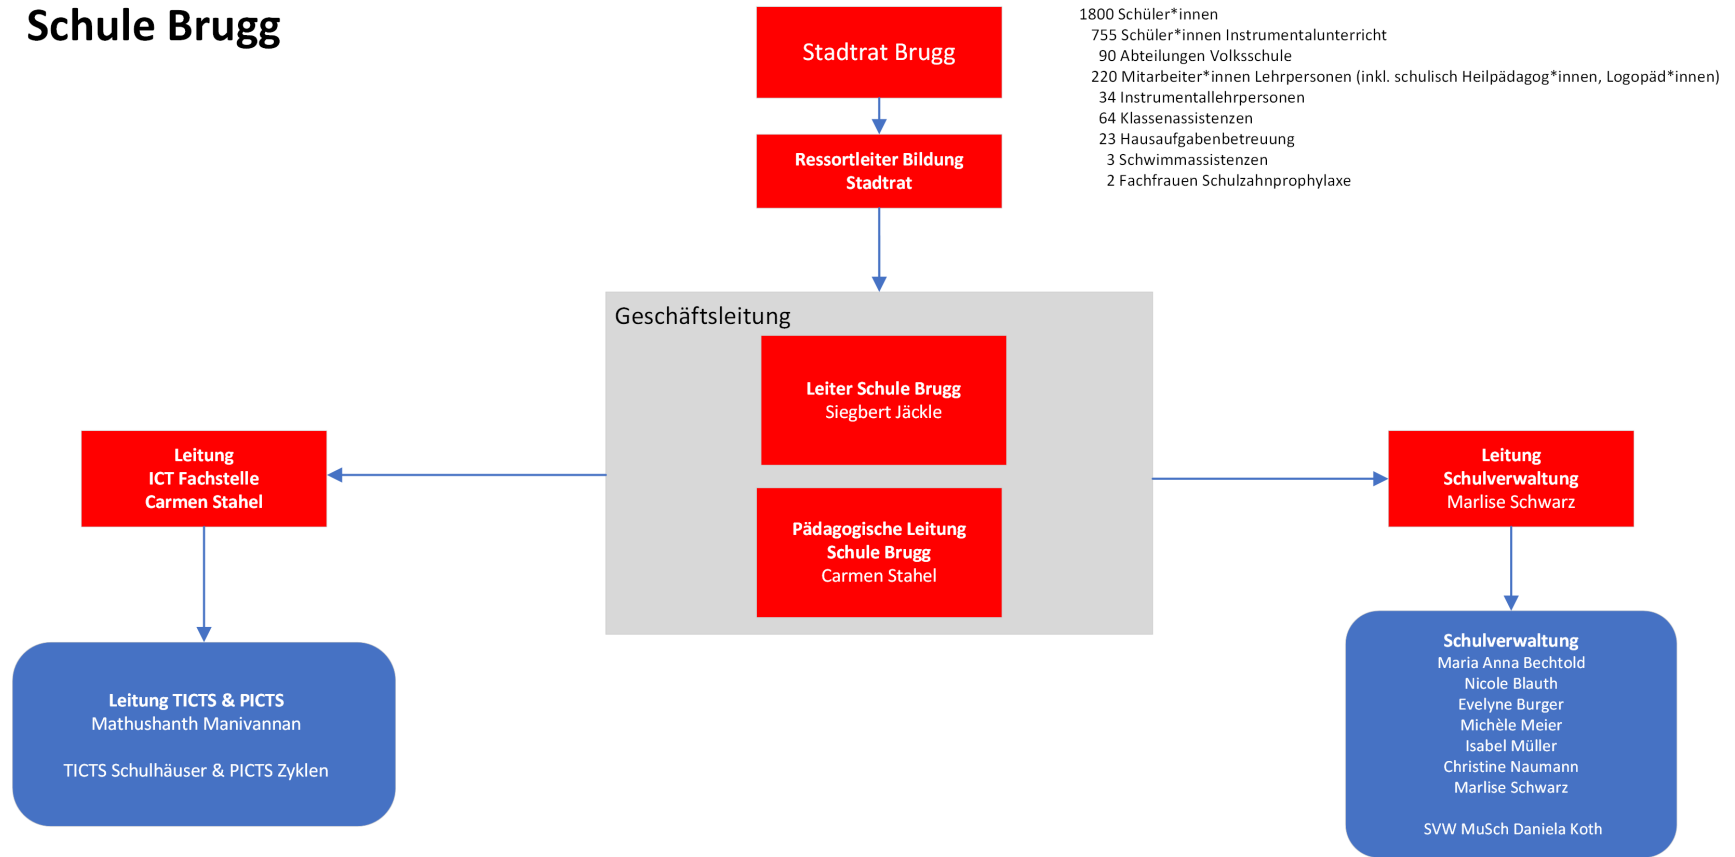 Schule Brugg
Stadtrat Brugg
1800 Schüler*innen
755 Schüler*innen Instrumentalunterricht
90 Abteilungen Volksschule
220 Mitarbeiter*innen Lehrpersonen (inkl. schulisch Heilpädagog*innen, Logopäd*innen)
34 Instrumentallehrpersonen
64 Klassenassistenzen
23 Hausaufgabenbetreuung
3 Schwimmassistenzen
2 Fachfrauen Schulzahnprophylaxe
Ressortleiter Bildung
Stadtrat
Geschäftsleitung
Leiter Schule Brugg
Siegbert Jäckle
Pädagogische Leitung
Schule Brugg
Carmen Stahel
Leitung
ICT Fachstelle
Carmen Stahel
Leitung
Schulverwaltung
Marlise Schwarz
Leitung TICTS & PICTS
Mathushanth Manivannan
TICTS Schulhäuser & PICTS Zyklen
Schulverwaltung
Maria Anna Bechtold
Nicole Blauth
Evelyne Burger
Michèle Meier
Isabel Müller
Christine Naumann
Marlise Schwarz
SVW MuSch Daniela Koth